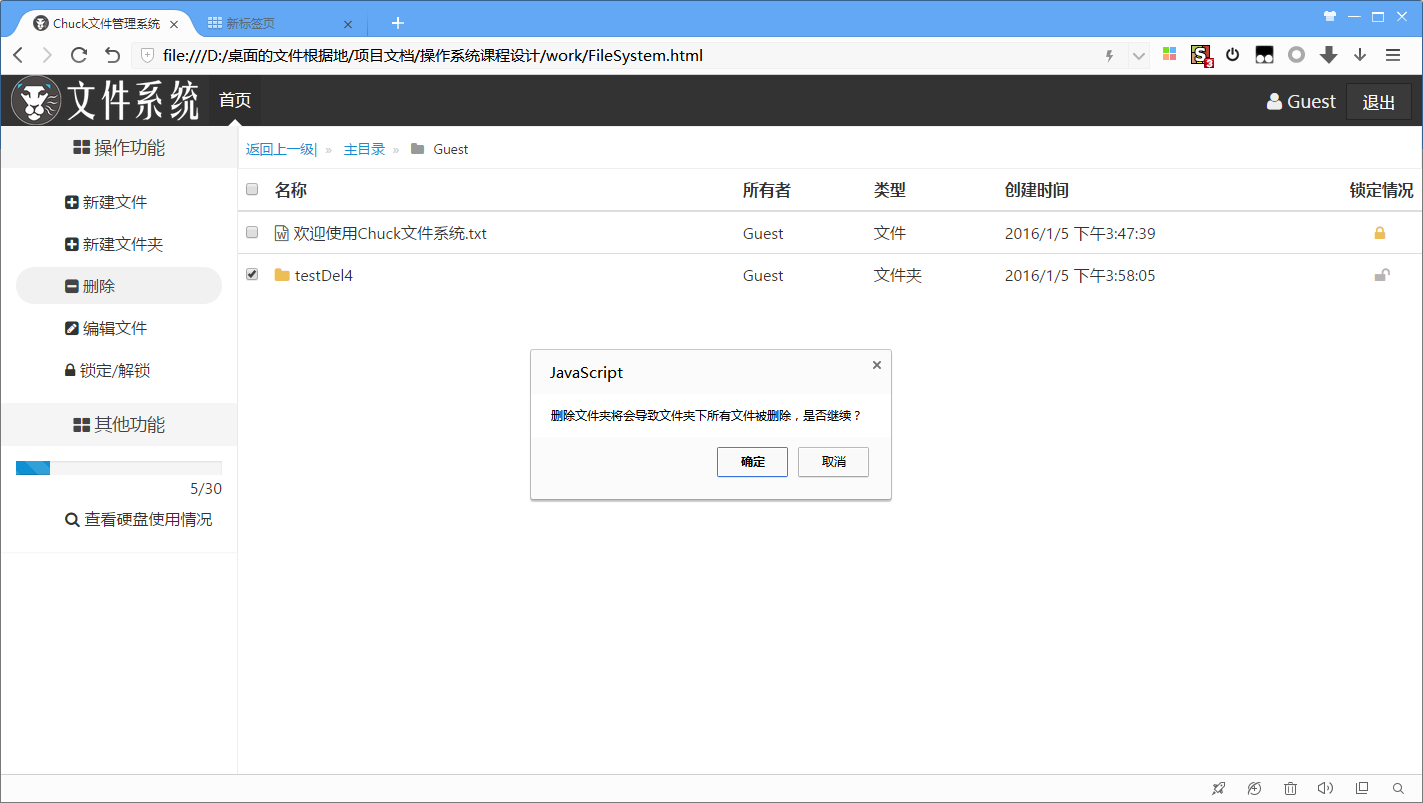 Chuck文件管理系统
新标签页
file:///D:/桌面的文件根据地/项目文档/操作系统课程设计/work/FileSystem.html
S 3
文件系统 首页 Guest 退出
操作功能
新建文件
新建文件夹
删除
编辑文件
锁定/解锁
其他功能
5/30
查看硬盘使用情况
返回上一级| » 主目录 » Guest
名称 所有者 类型 创建时间 锁定情况
W 欢迎使用Chuck文件系统.txt Guest 文件 2016/1/5 下午3:47:39
testDel4 Guest 文件夹 2016/1/5 下午3:58:05
JavaScript
删除文件夹将会导致文件夹下所有文件被删除，是否继续？
确定 取消